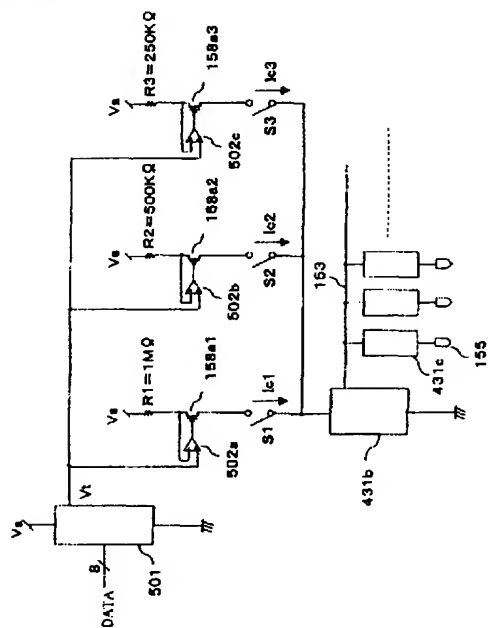 DATA
8
501
Vs
Vt
Vs
R1=1MΩ
158a1
502a
S1
Ic1
Vs
R2=500KΩ
158a2
502b
S2
Ic2
Vs
R3=250KΩ
158a3
502c
S3
Ic3
431b
153
431c
155